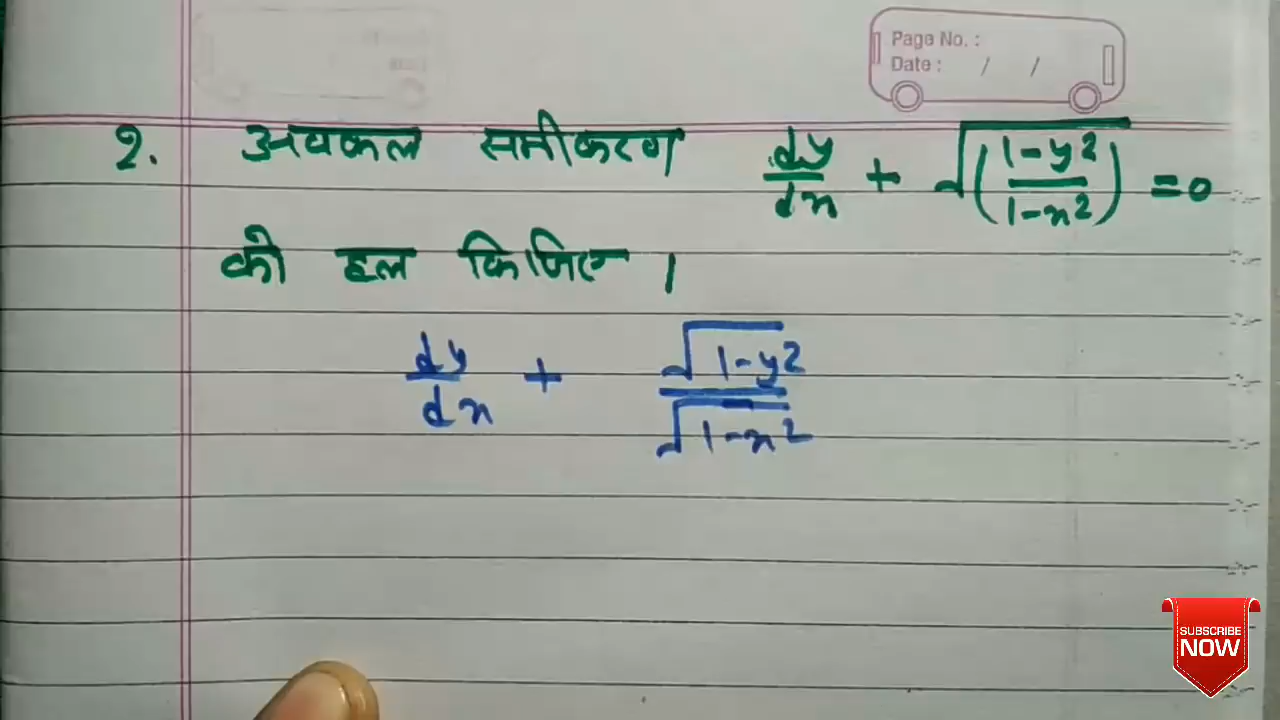 Page No. :
Date : / /
2. अवकल समीकरण dy/dx + √((1-y²)/(1-x²)) = 0
को हल किजिए ।
dy/dx + √(1-y²)/√(1-x²)
SUBSCRIBE
NOW